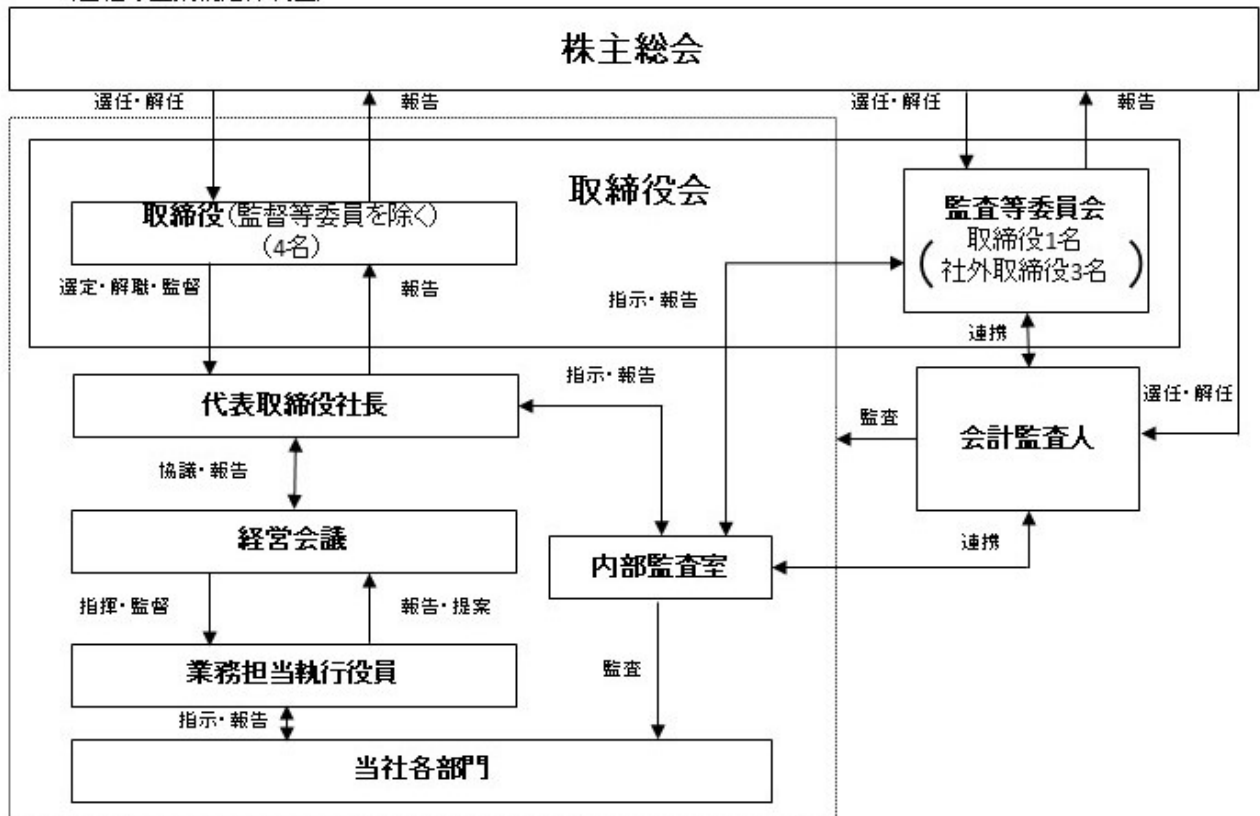 株主総会
選任・解任
報告
選任・解任
報告
取締役会
取締役(監督等委員を除く)
(4名)
監査等委員会
取締役1名
社外取締役3名
選定・解職・監督
報告
指示・報告
連携
代表取締役社長
指示・報告
選任・解任
監査
会計監査人
協議・報告
経営会議
内部監査室
連携
指揮・監督
報告・提案
業務担当執行役員
監査
指示・報告
当社各部門